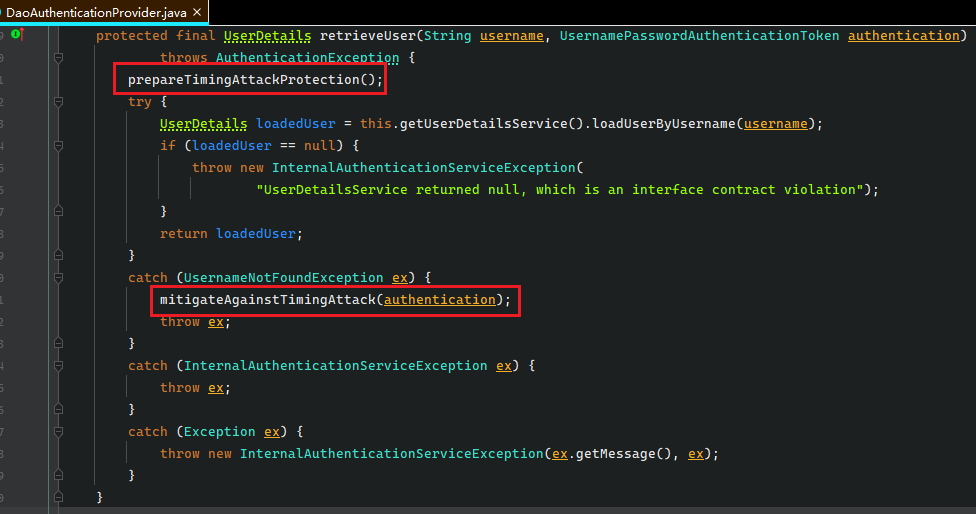 DaoAuthenticationProvider.java ×
protected final UserDetails retrieveUser(String username, UsernamePasswordAuthenticationToken authentication)
throws AuthenticationException {
prepareTimingAttackProtection();
try {
UserDetails loadedUser = this.getUserDetailsService().loadUserByUsername(username);
if (loadedUser == null) {
throw new InternalAuthenticationServiceException(
"UserDetailsService returned null, which is an interface contract violation");
}
return loadedUser;
}
catch (UsernameNotFoundException ex) {
mitigateAgainstTimingAttack(authentication);
throw ex;
}
catch (InternalAuthenticationServiceException ex) {
throw ex;
}
catch (Exception ex) {
throw new InternalAuthenticationServiceException(ex.getMessage(), ex);
}
}